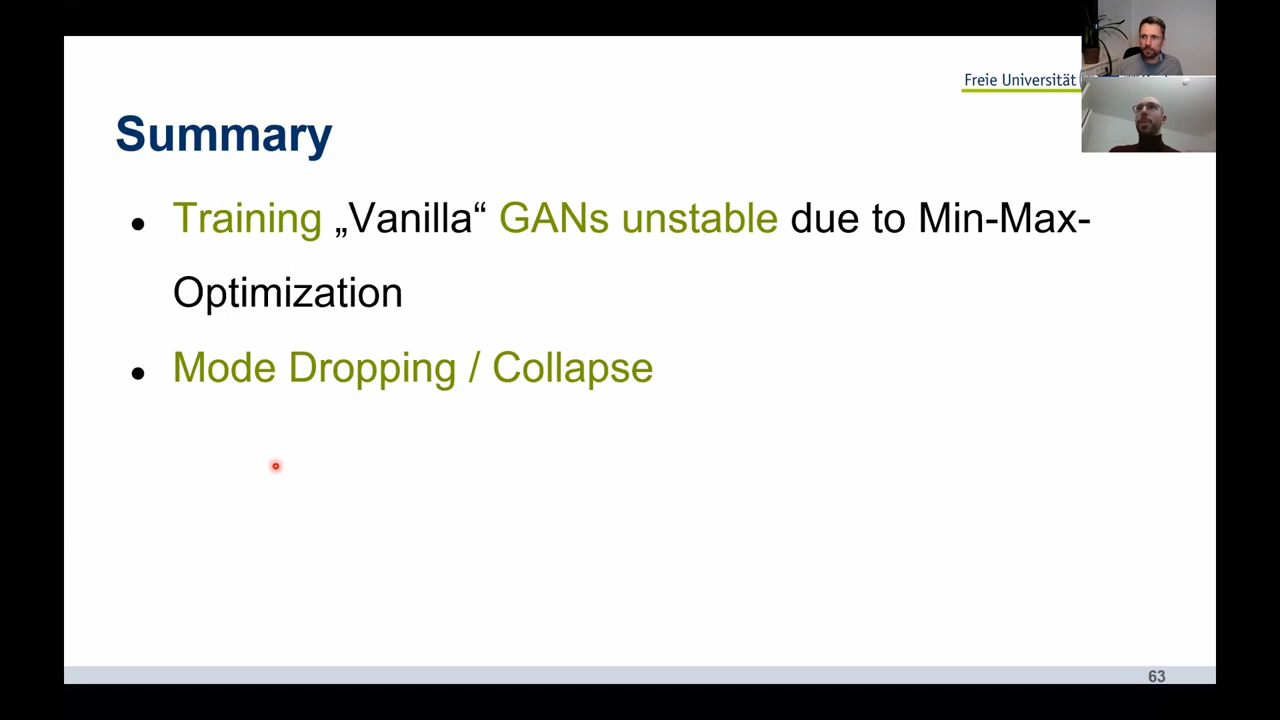 Freie Universität
Summary
• Training „Vanilla“ GANs unstable due to Min-Max-
Optimization
• Mode Dropping / Collapse
63